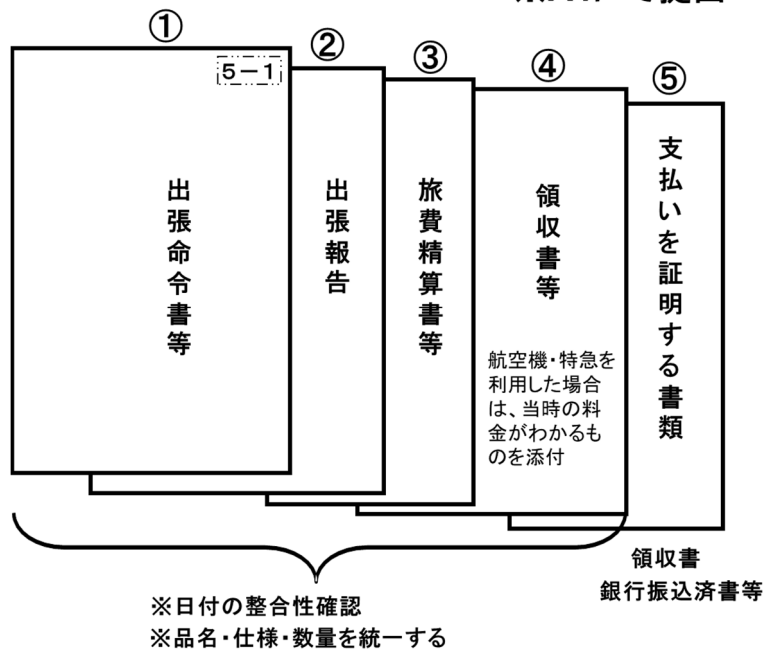 ①
②
③
④
⑤
5－1
出張命令書等
出張報告
旅費精算書等
領収書等
航空機・特急を
利用した場合
は、当時の料
金がわかるも
のを添付
支払いを証明する書類
領収書
銀行振込済書等
※日付の整合性確認
※品名・仕様・数量を統一する